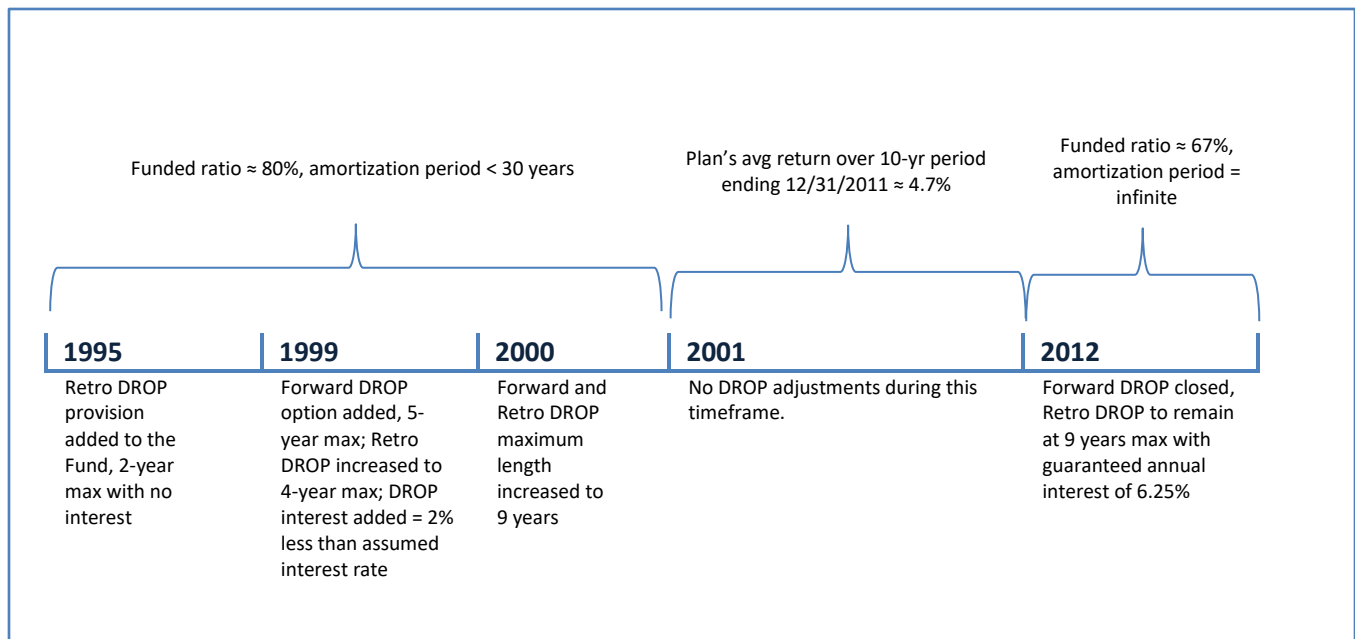 Funded ratio ≈ 80%, amortization period < 30 years
Plan’s avg return over 10-yr period
ending 12/31/2011 ≈ 4.7%
Funded ratio ≈ 67%,
amortization period =
infinite
1995
Retro DROP
provision
added to the
Fund, 2-year
max with no
interest
1999
Forward DROP
option added, 5-
year max; Retro
DROP increased to
4-year max; DROP
interest added = 2%
less than assumed
interest rate
2000
Forward and
Retro DROP
maximum
length
increased to
9 years
2001
No DROP adjustments during this
timeframe.
2012
Forward DROP closed,
Retro DROP to remain
at 9 years max with
guaranteed annual
interest of 6.25%